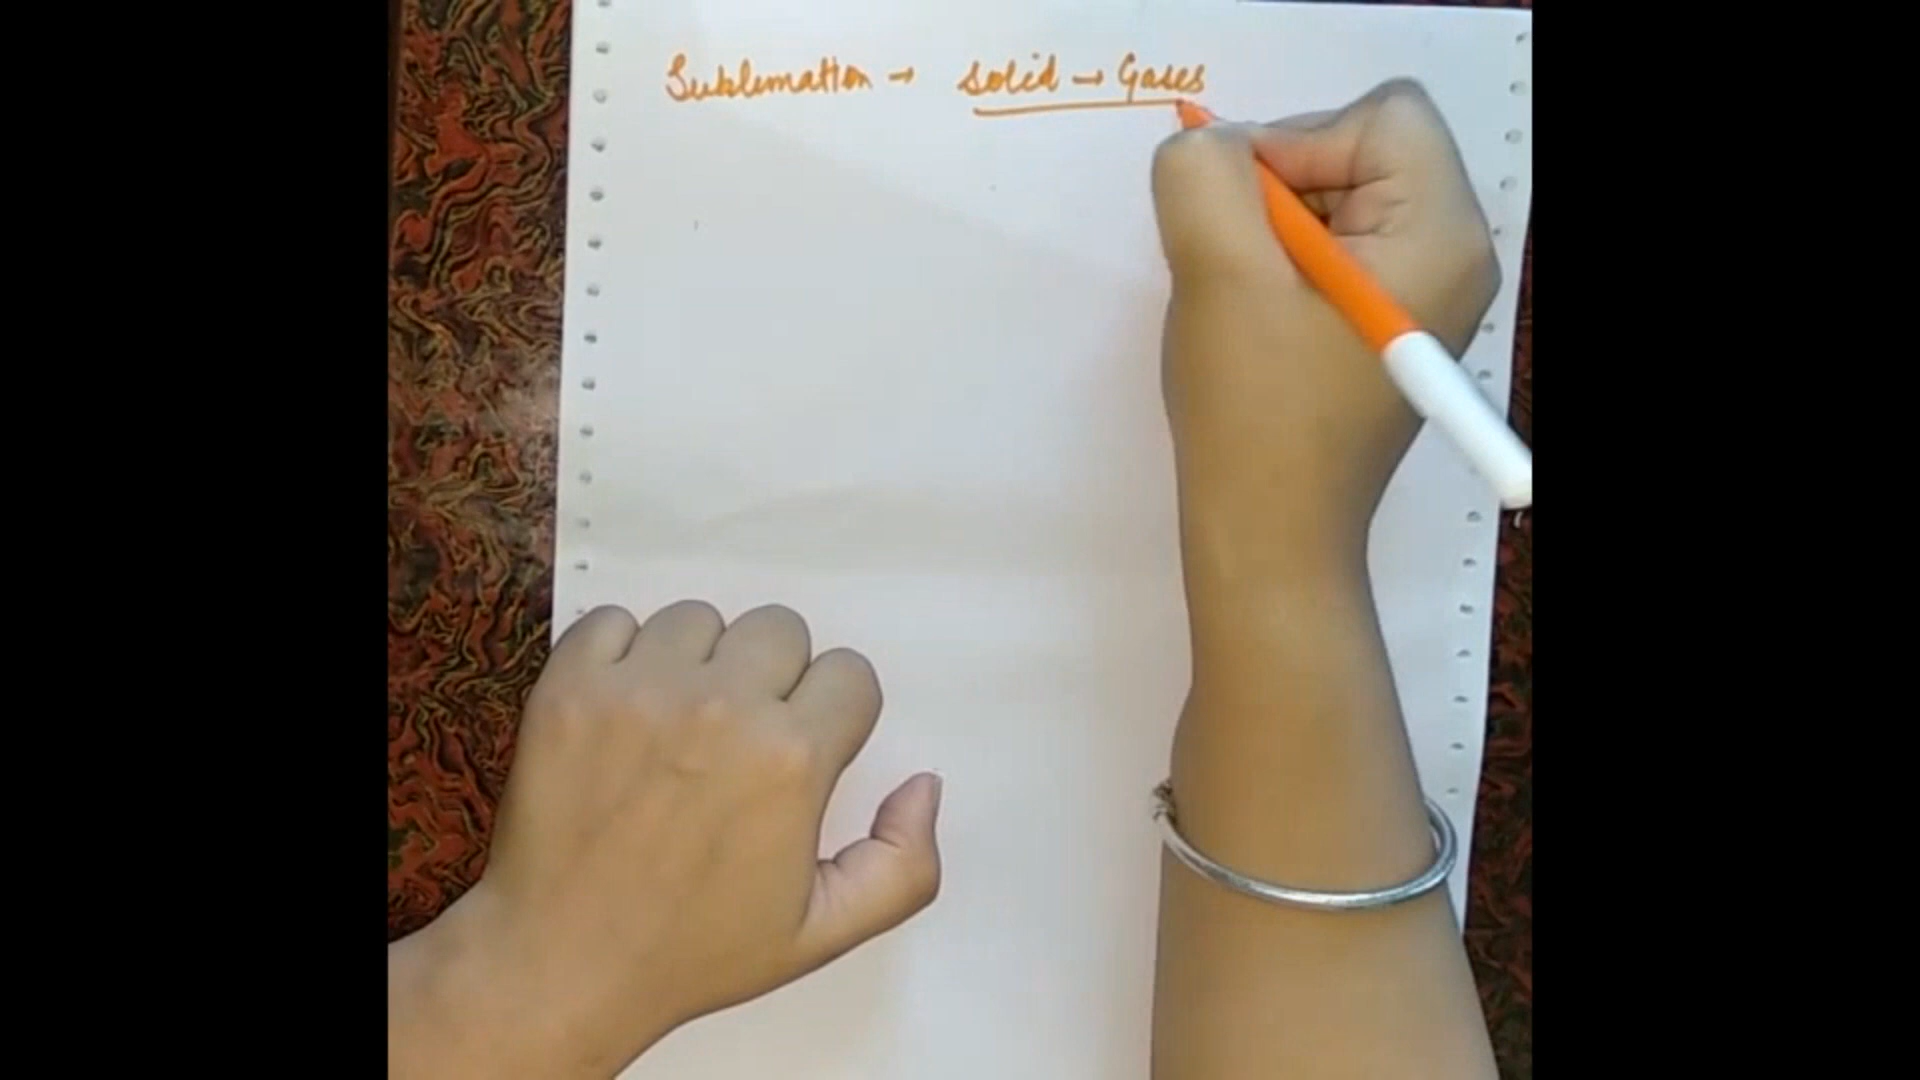 Sublimation → solid → Gases